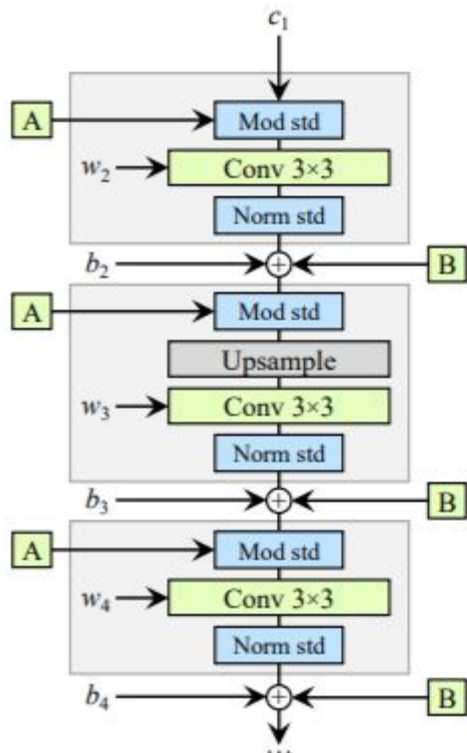 c₁
A Mod std
w₂ Conv 3×3
Norm std
b₂ + B
A Mod std
Upsample
w₃ Conv 3×3
Norm std
b₃ + B
A Mod std
w₄ Conv 3×3
Norm std
b₄ + B
...